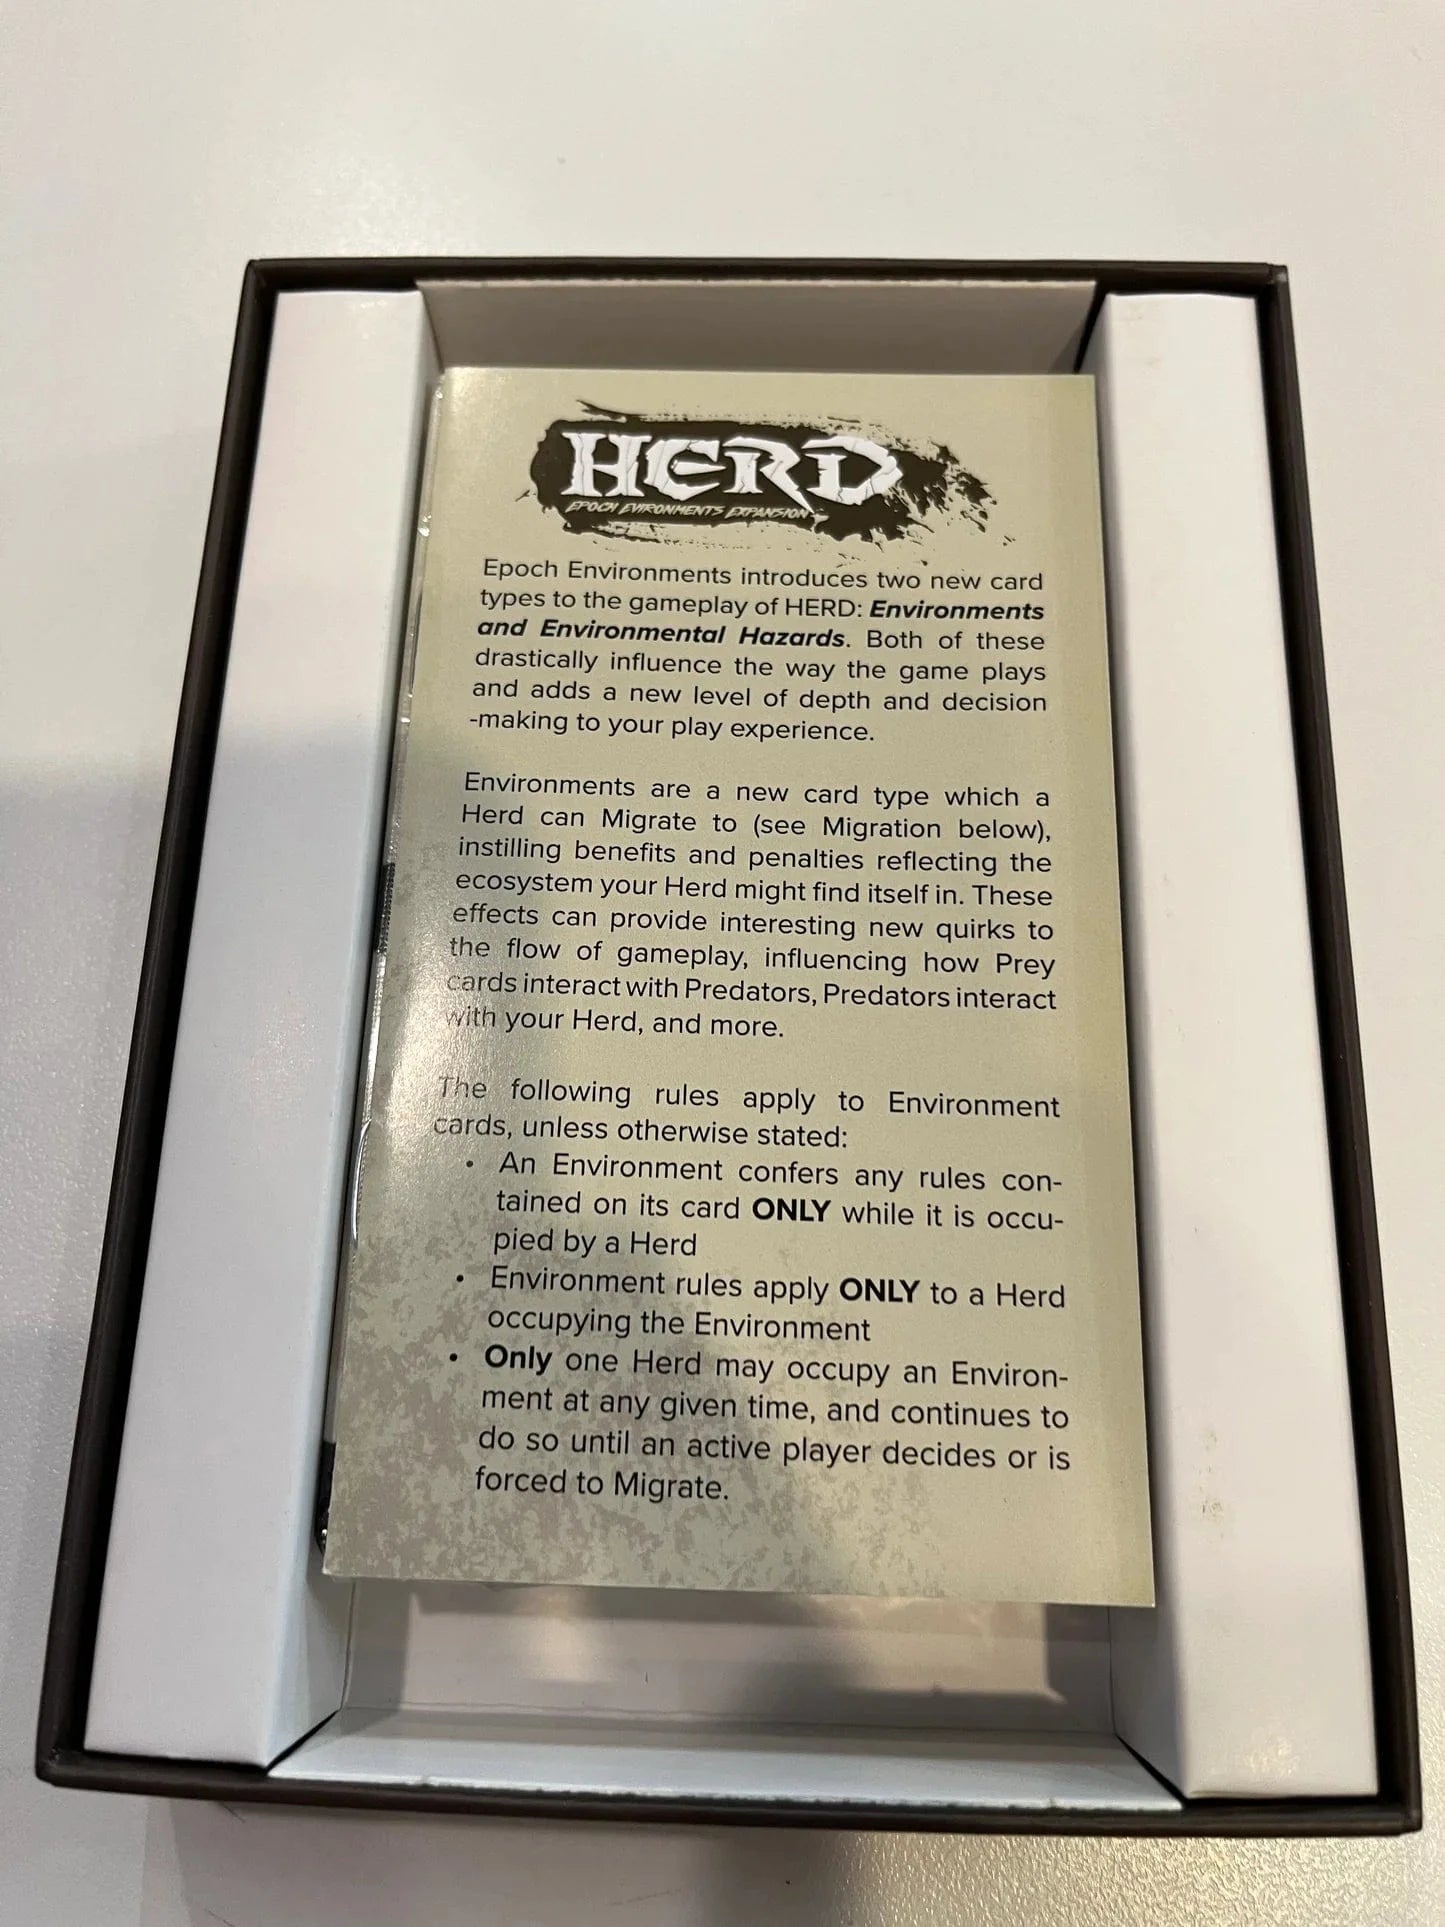 HERD
EPOCH EVIRONMENTS EXPANSION
Epoch Environments introduces two new card
types to the gameplay of HERD: Environments
and Environmental Hazards. Both of these
drastically influence the way the game plays
and adds a new level of depth and decision
-making to your play experience.
Environments are a new card type which a
Herd can Migrate to (see Migration below),
instilling benefits and penalties reflecting the
ecosystem your Herd might find itself in. These
effects can provide interesting new quirks to
the flow of gameplay, influencing how Prey
cards interact with Predators, Predators interact
with your Herd, and more.
The following rules apply to Environment
cards, unless otherwise stated:
• An Environment confers any rules con-
tained on its card ONLY while it is occu-
pied by a Herd
• Environment rules apply ONLY to a Herd
occupying the Environment
• Only one Herd may occupy an Environ-
ment at any given time, and continues to
do so until an active player decides or is
forced to Migrate.